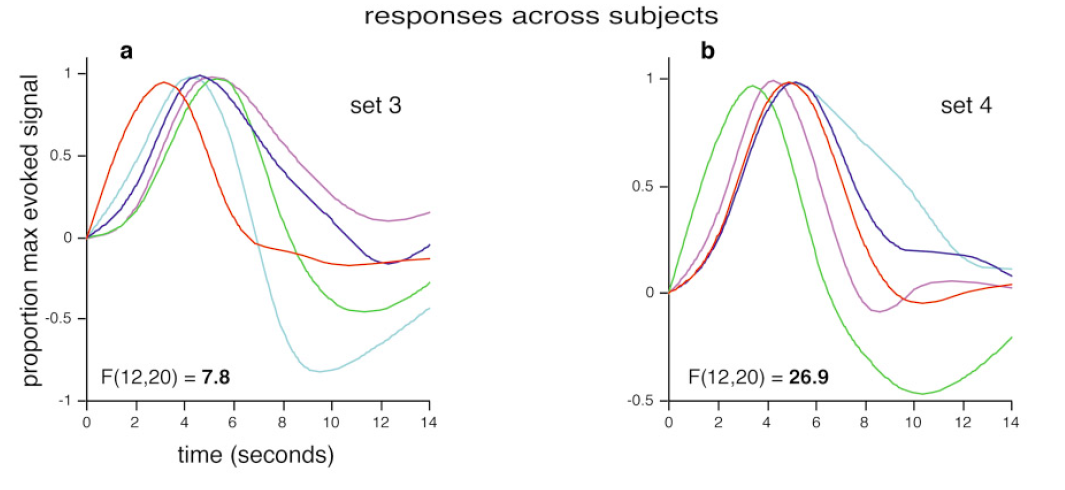 responses across subjects
a
b
proportion max evoked signal
1
0.5
0
-0.5
-1
set 3
F(12,20) = 7.8
0 2 4 6 8 10 12 14
time (seconds)
1
0.5
0
-0.5
set 4
F(12,20) = 26.9
0 2 4 6 8 10 12 14